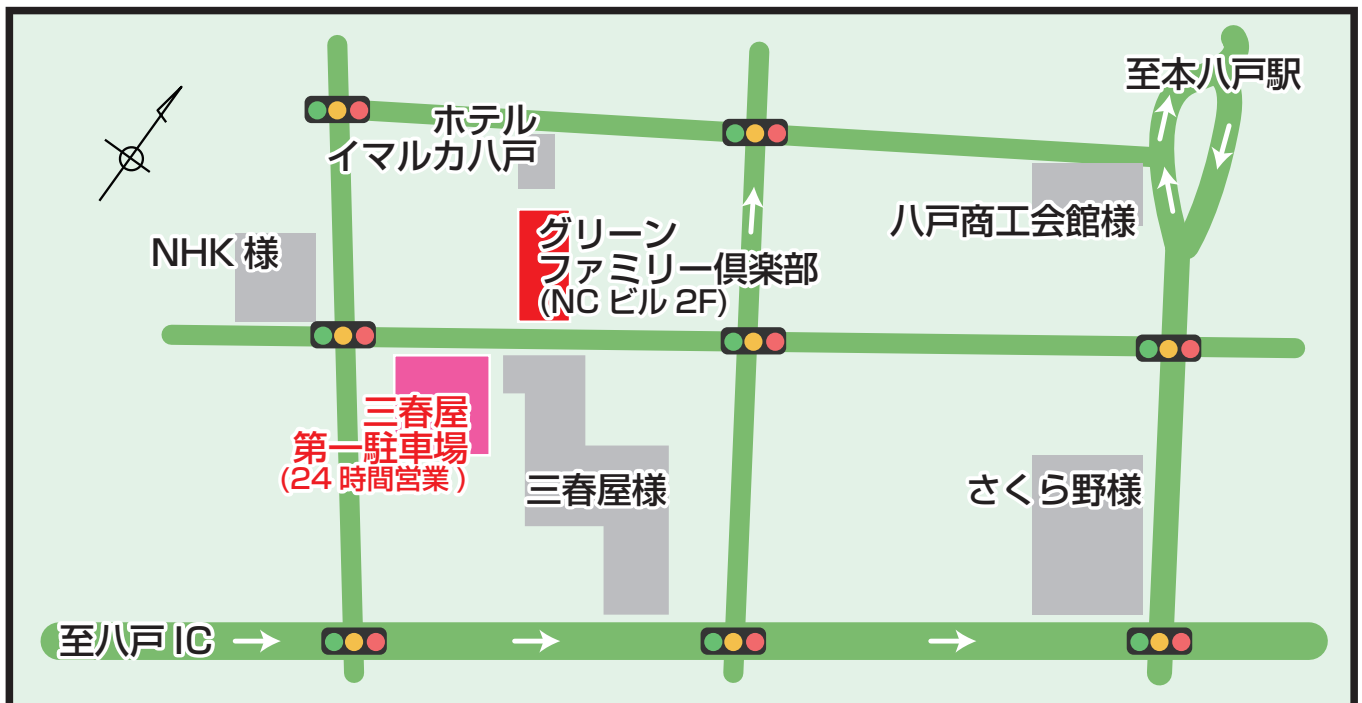 至本八戸駅
ホテル
イマルカ八戸
八戸商工会館様
NHK 様
グリーン
ファミリー倶楽部
(NC ビル 2F)
三春屋
第一駐車場
(24 時間営業 )
三春屋様
さくら野様
至八戸 IC